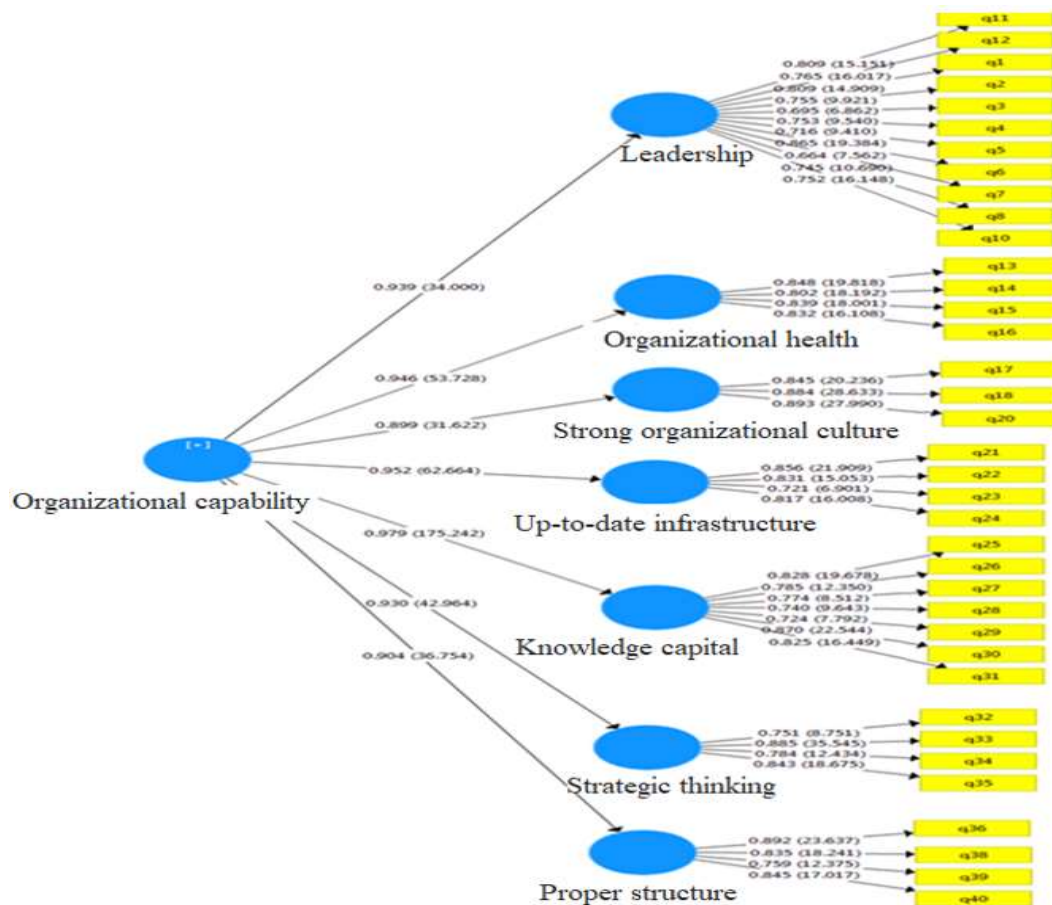 q11
q12
q1
q2
q3
q4
q5
q6
q7
q8
q10
0.809 (15.151)
0.765 (16.017)
0.809 (14.909)
0.755 (9.921)
0.695 (6.862)
0.753 (9.540)
0.716 (9.410)
0.865 (19.384)
0.664 (7.562)
0.745 (10.690)
0.752 (16.148)
Leadership
0.939 (34.000)
q13
q14
q15
q16
0.848 (19.818)
0.802 (18.192)
0.839 (18.001)
0.832 (16.108)
Organizational health
0.946 (53.728)
q17
q18
q20
0.845 (20.236)
0.884 (28.633)
0.893 (27.990)
Strong organizational culture
0.899 (31.622)
[+]
Organizational capability
q21
q22
q23
q24
0.856 (21.909)
0.831 (15.053)
0.721 (6.901)
0.817 (16.008)
Up-to-date infrastructure
0.952 (62.664)
q25
q26
q27
q28
q29
q30
q31
0.828 (19.678)
0.785 (12.350)
0.774 (8.512)
0.740 (9.643)
0.724 (7.792)
0.870 (22.544)
0.825 (16.449)
Knowledge capital
0.979 (175.242)
0.930 (42.964)
0.904 (36.754)
q32
q33
q34
q35
0.751 (8.751)
0.885 (35.545)
0.784 (12.434)
0.843 (18.675)
Strategic thinking
q36
q38
q39
q40
0.892 (23.637)
0.835 (18.241)
0.759 (12.375)
0.845 (17.017)
Proper structure